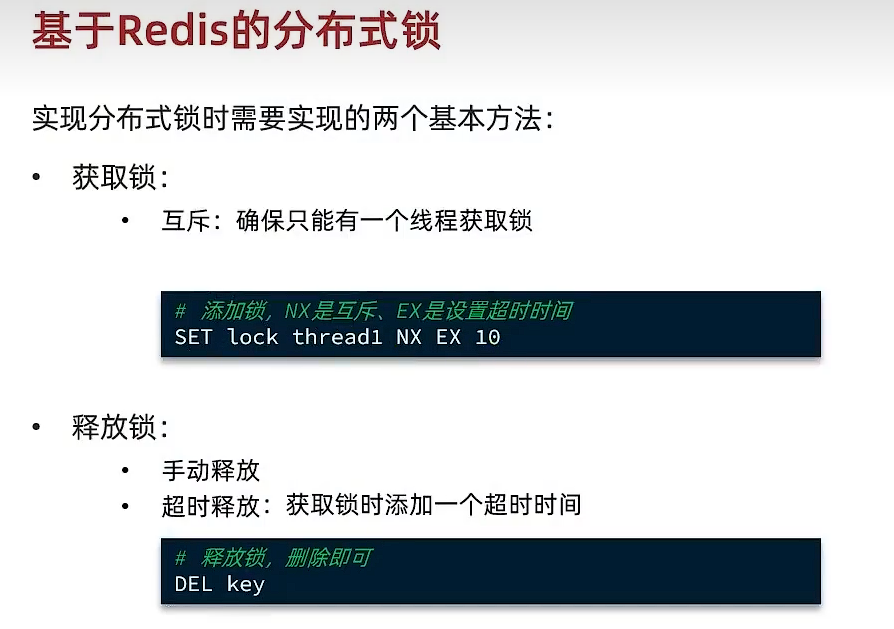 基于Redis的分布式锁
实现分布式锁时需要实现的两个基本方法：
• 获取锁：
• 互斥：确保只能有一个线程获取锁
# 添加锁，NX是互斥、EX是设置超时时间
SET lock thread1 NX EX 10
• 释放锁：
• 手动释放
• 超时释放：获取锁时添加一个超时时间
# 释放锁，删除即可
DEL key